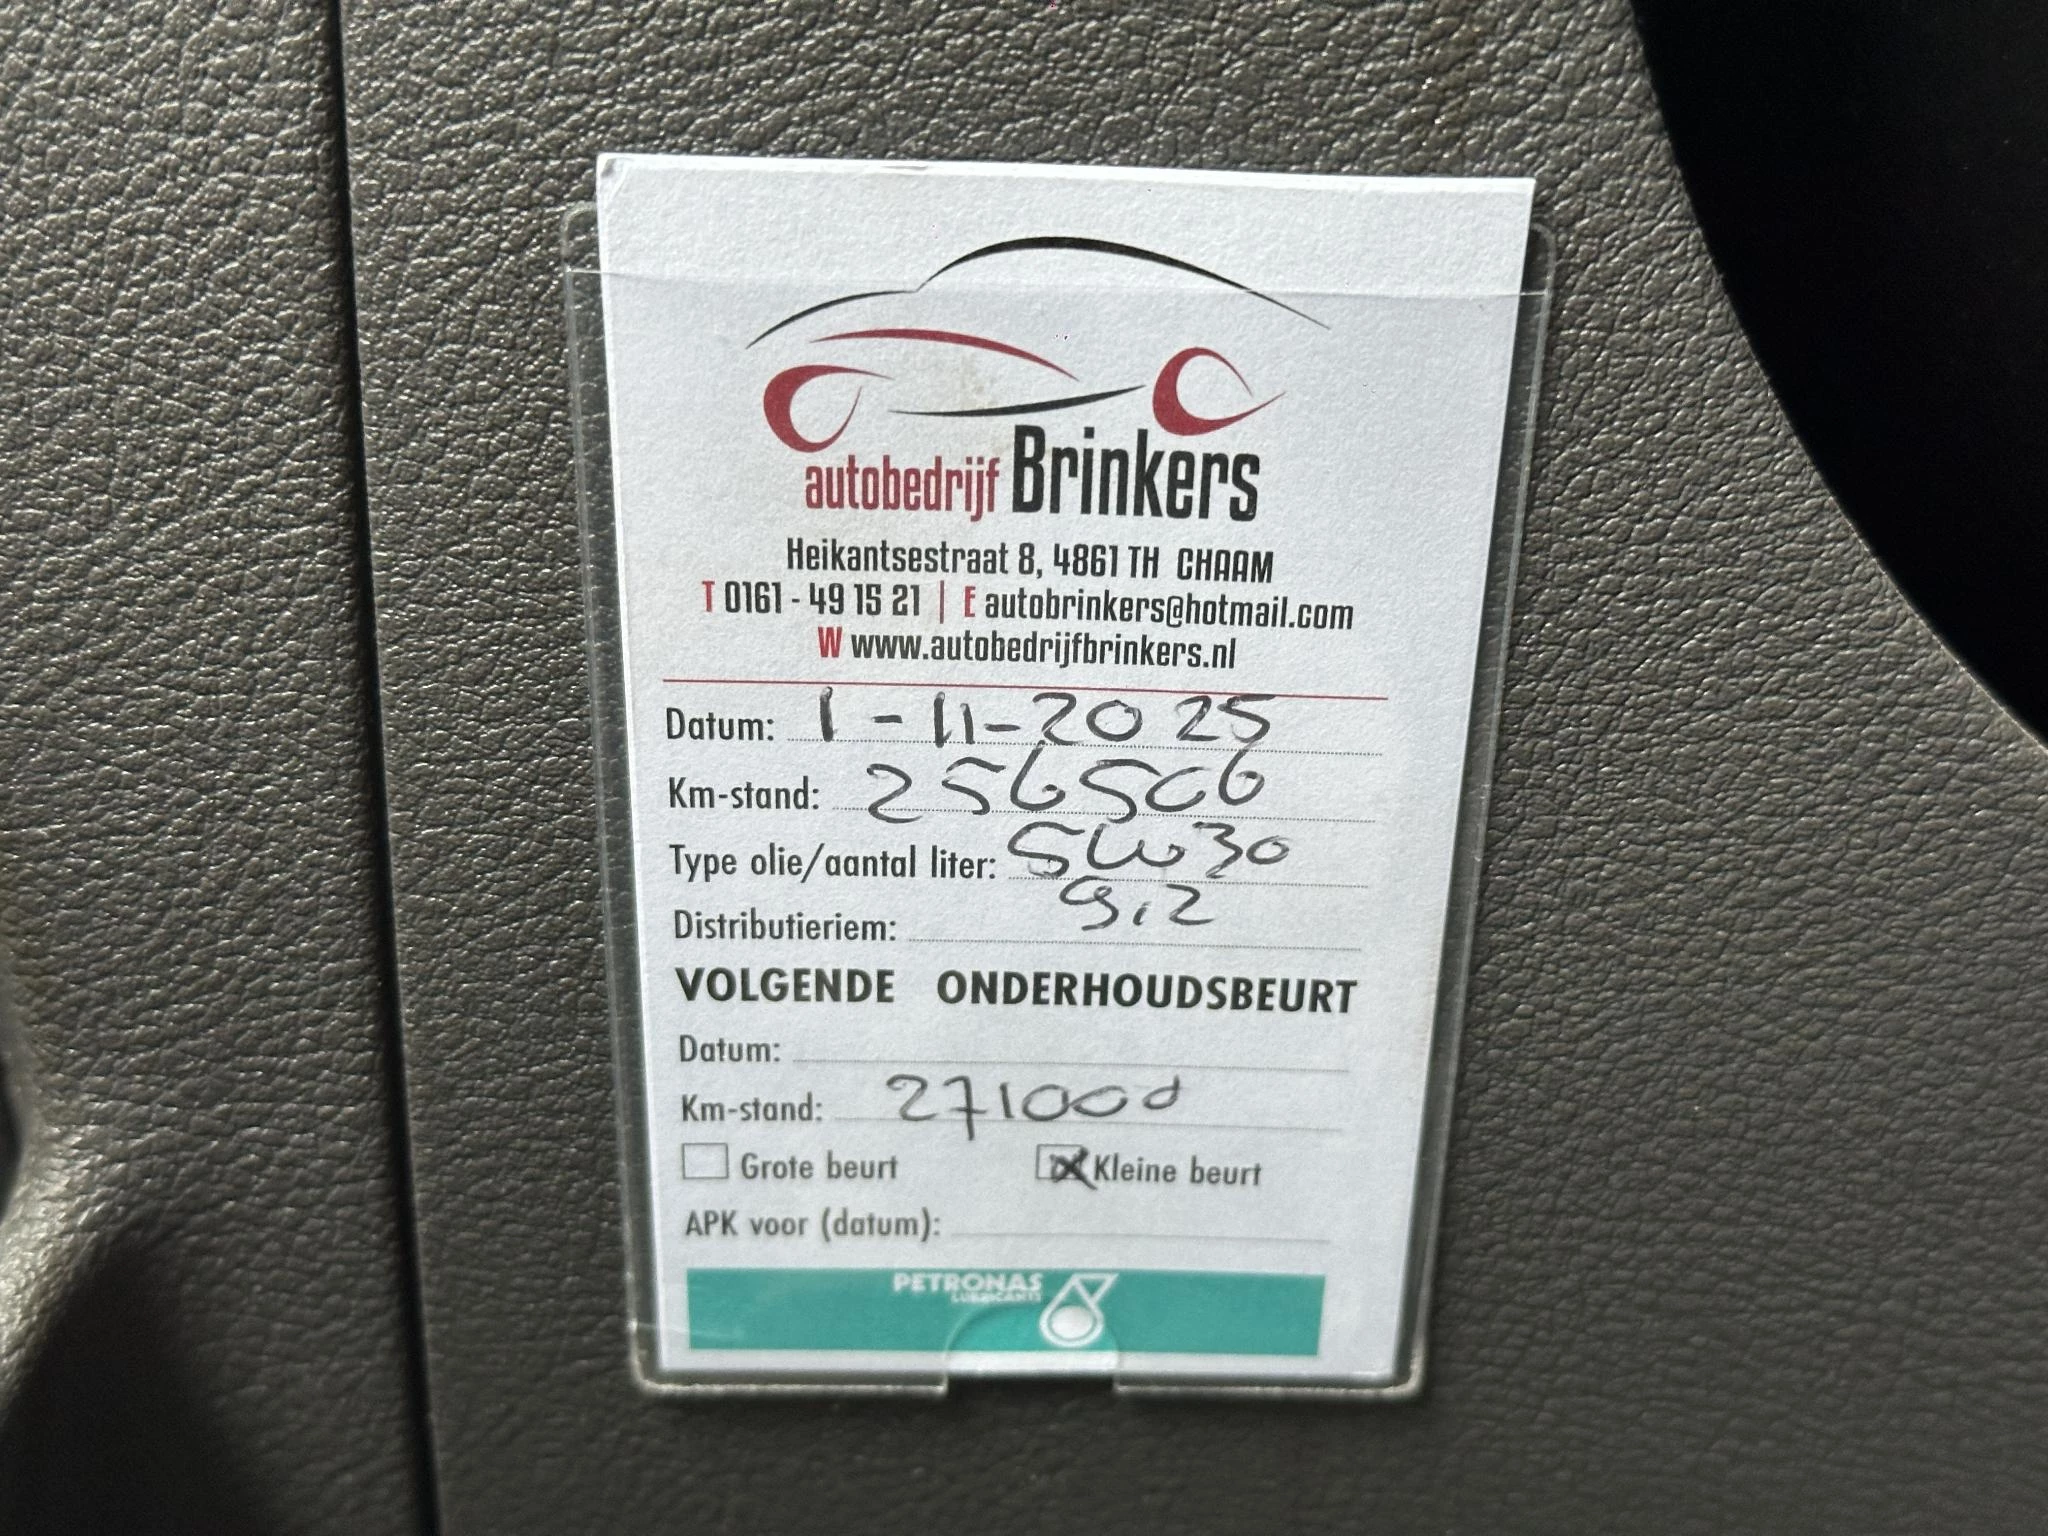 autobedrijf Brinkers
Heikantsestraat 8, 4861 TH CHAAM
T 0161 - 49 15 21 | E autobrinkers@hotmail.com
W www.autobedrijfbrinkers.nl
Datum: 1-11-2025
Km-stand: 256506
Type olie/aantal liter: 5W30
9,2
Distributieriem:
VOLGENDE ONDERHOUDSBEURT
Datum:
Km-stand: 271000
Grote beurt Kleine beurt
APK voor (datum):
PETRONAS
LUBRICANTS